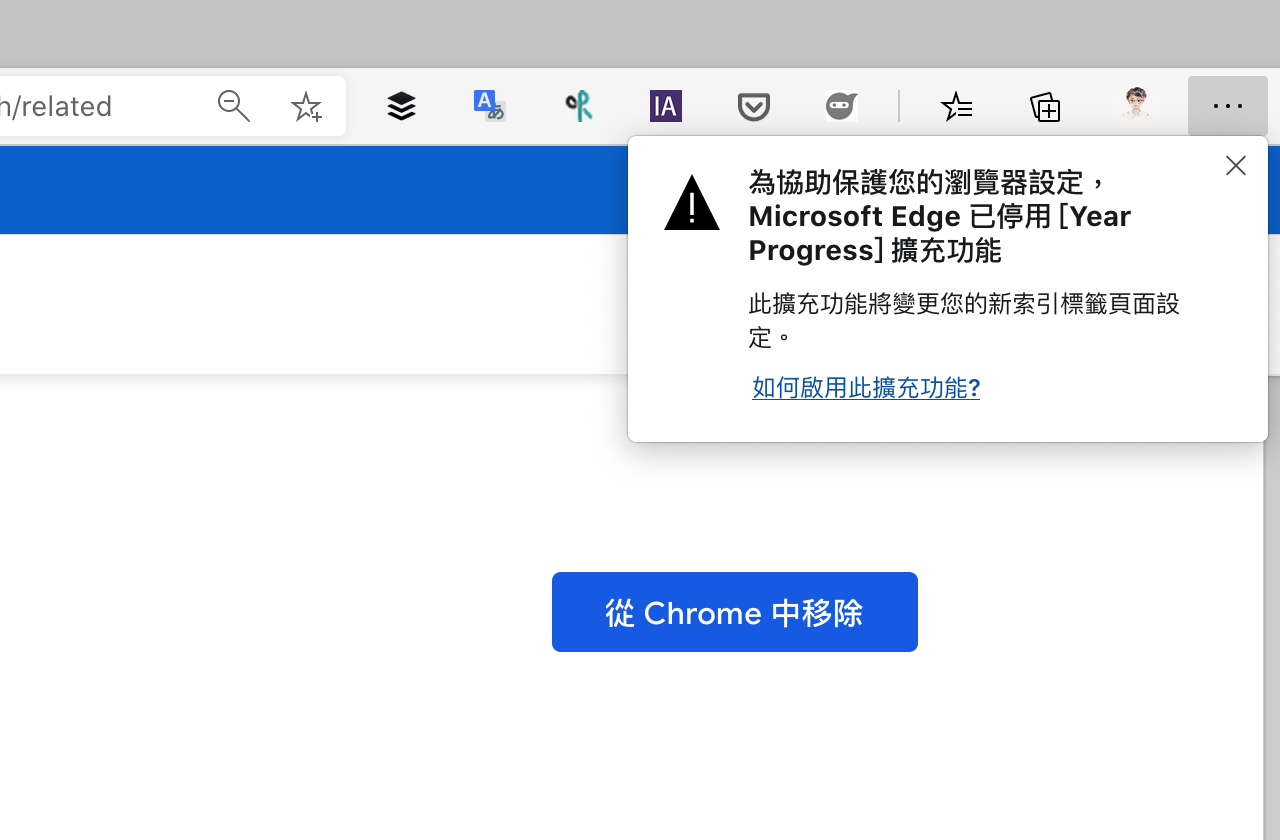 h/related
A
あ
IA
為協助保護您的瀏覽器設定，
Microsoft Edge 已停用 [Year
Progress] 擴充功能
此擴充功能將變更您的新索引標籤頁面設
定。
如何啟用此擴充功能?
從 Chrome 中移除